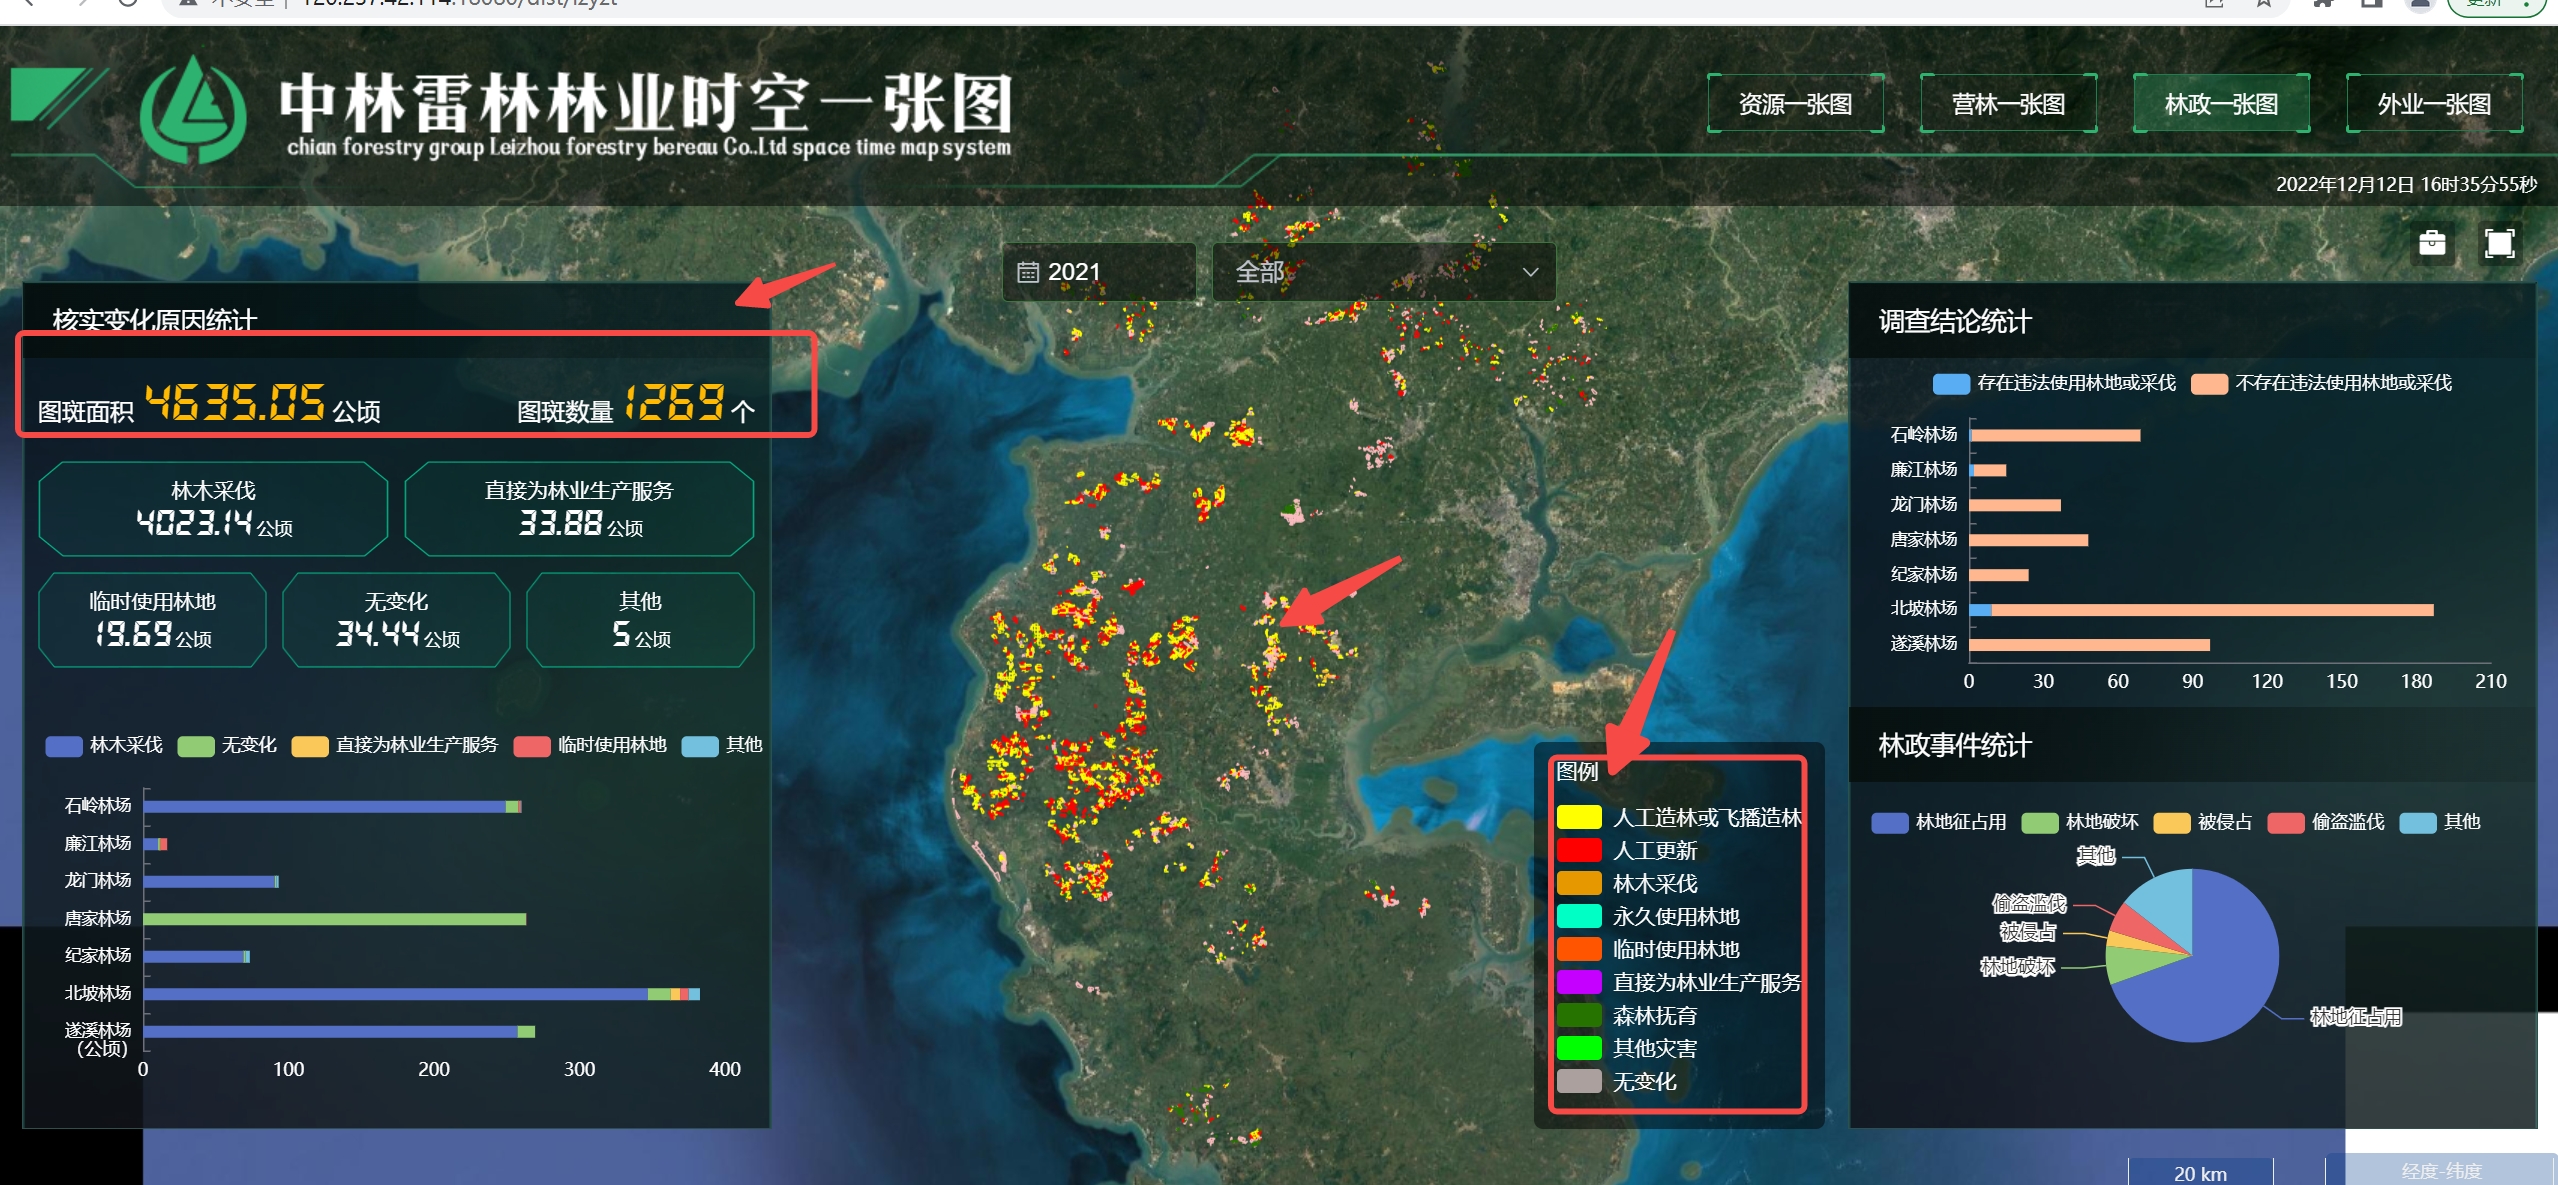 中林雷林林业时空一张图
chian forestry group Leizhou forestry bereau Co..Ltd space time map system
资源一张图
营林一张图
林政一张图
外业一张图
2022年12月12日 16时35分55秒
2021
全部
核实变化原因统计
图斑面积 4635.05 公顷
图斑数量 1269 个
林木采伐
4023.14 公顷
直接为林业生产服务
33.88 公顷
临时使用林地
19.69 公顷
无变化
34.44 公顷
其他
5 公顷
林木采伐 无变化 直接为林业生产服务 临时使用林地 其他
石岭林场
廉江林场
龙门林场
唐家林场
纪家林场
北坡林场
遂溪林场
(公顷)
0 100 200 300 400
图例
人工造林或飞播造林
人工更新
林木采伐
永久使用林地
临时使用林地
直接为林业生产服务
森林抚育
其他灾害
无变化
调查结论统计
存在违法使用林地或采伐 不存在违法使用林地或采伐
石岭林场
廉江林场
龙门林场
唐家林场
纪家林场
北坡林场
遂溪林场
0 30 60 90 120 150 180 210
林政事件统计
林地征占用 林地破坏 被侵占 偷盗滥伐 其他
其他
偷盗滥伐
被侵占
林地破坏
林地征占用
20 km
经度-纬度